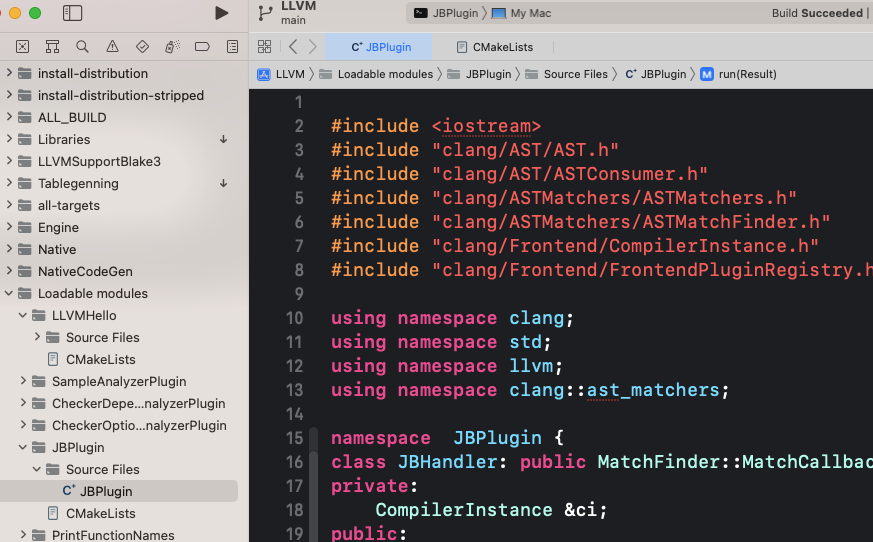 LLVM
main
JBPlugin
My Mac
Build Succeeded |
JBPlugin
CMakeLists
LLVM
Loadable modules
JBPlugin
Source Files
JBPlugin
M
run(Result)
install-distribution
install-distribution-stripped
ALL_BUILD
Libraries
LLVMSupportBlake3
Tablegenning
all-targets
Engine
Native
NativeCodeGen
Loadable modules
LLVMHello
Source Files
CMakeLists
SampleAnalyzerPlugin
CheckerDepe...nalyzerPlugin
CheckerOptio...nalyzerPlugin
JBPlugin
Source Files
JBPlugin
CMakeLists
PrintFunctionNames
1
2 #include <iostream>
3 #include "clang/AST/AST.h"
4 #include "clang/AST/ASTConsumer.h"
5 #include "clang/ASTMatchers/ASTMatchers.h"
6 #include "clang/ASTMatchers/ASTMatchFinder.h"
7 #include "clang/Frontend/CompilerInstance.h"
8 #include "clang/Frontend/FrontendPluginRegistry.h
9
10 using namespace clang;
11 using namespace std;
12 using namespace llvm;
13 using namespace clang::ast_matchers;
14
15 namespace  JBPlugin {
16 class JBHandler: public MatchFinder::MatchCallbac
17 private:
18 CompilerInstance &ci;
19 public: